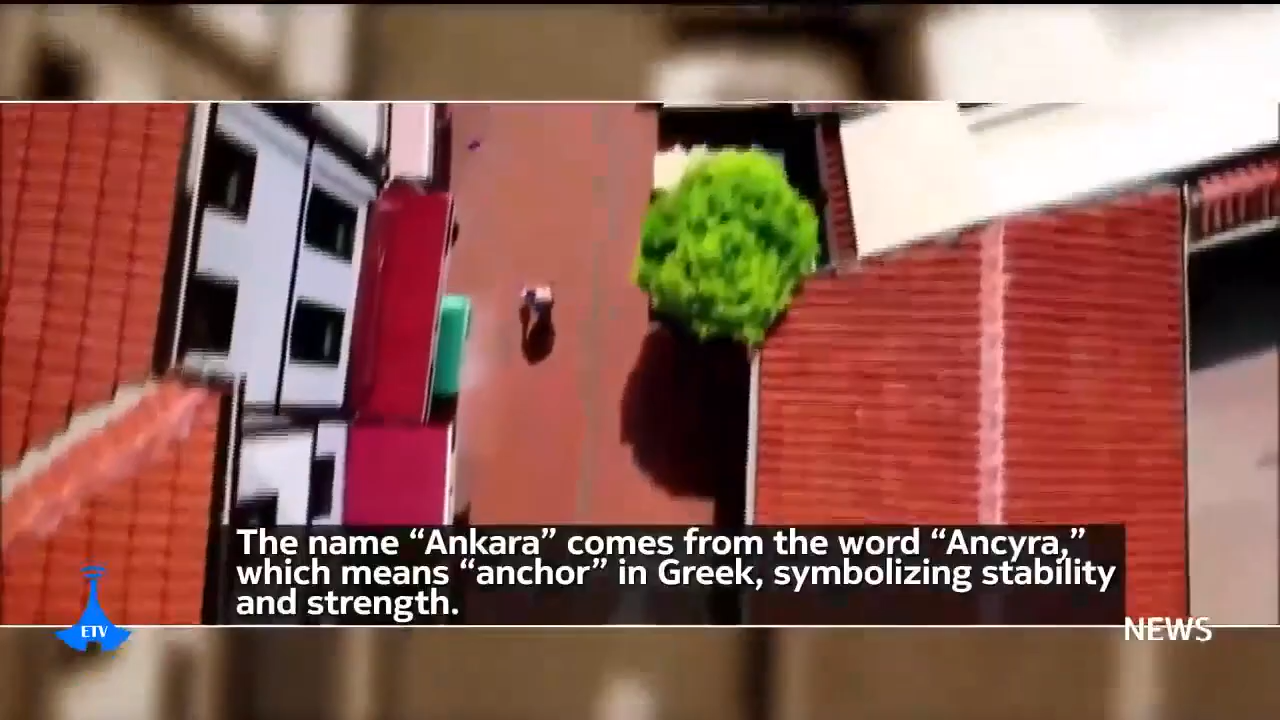 The name “Ankara” comes from the word “Ancyra,”
which means “anchor” in Greek, symbolizing stability
and strength.
ETV
NEWS